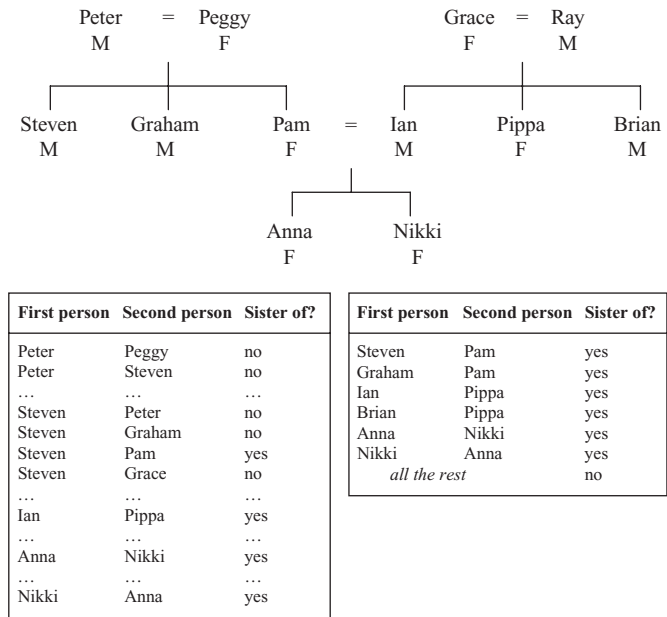 Peter = Peggy Grace = Ray
M F F M
Steven Graham Pam = Ian Pippa Brian
M M F M F M
Anna Nikki
F F
First person Second person Sister of?
Peter Peggy no
Peter Steven no
... ... ...
Steven Peter no
Steven Graham no
Steven Pam yes
Steven Grace no
... ... ...
Ian Pippa yes
... ... ...
Anna Nikki yes
... ... ...
Nikki Anna yes
First person Second person Sister of?
Steven Pam yes
Graham Pam yes
Ian Pippa yes
Brian Pippa yes
Anna Nikki yes
Nikki Anna yes
all the rest no